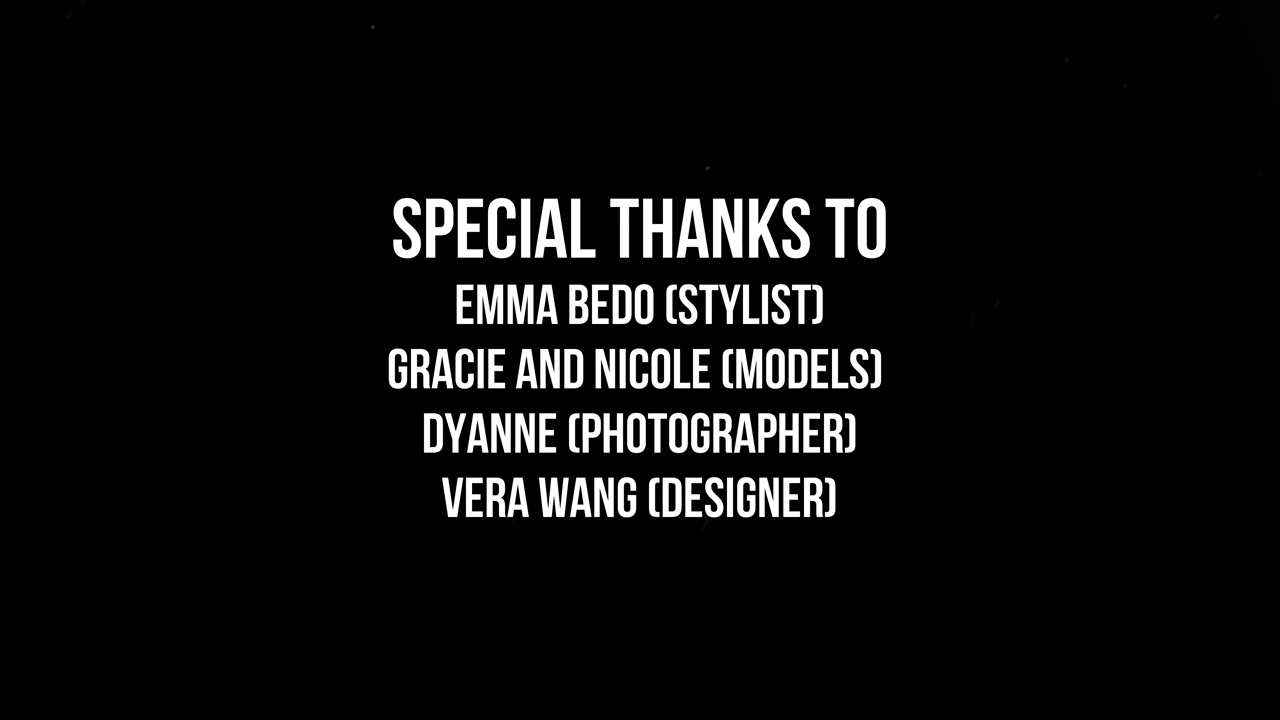 SPECIAL THANKS TO
EMMA BEDO (STYLIST)
GRACIE AND NICOLE (MODELS)
DYANNE (PHOTOGRAPHER)
VERA WANG (DESIGNER)